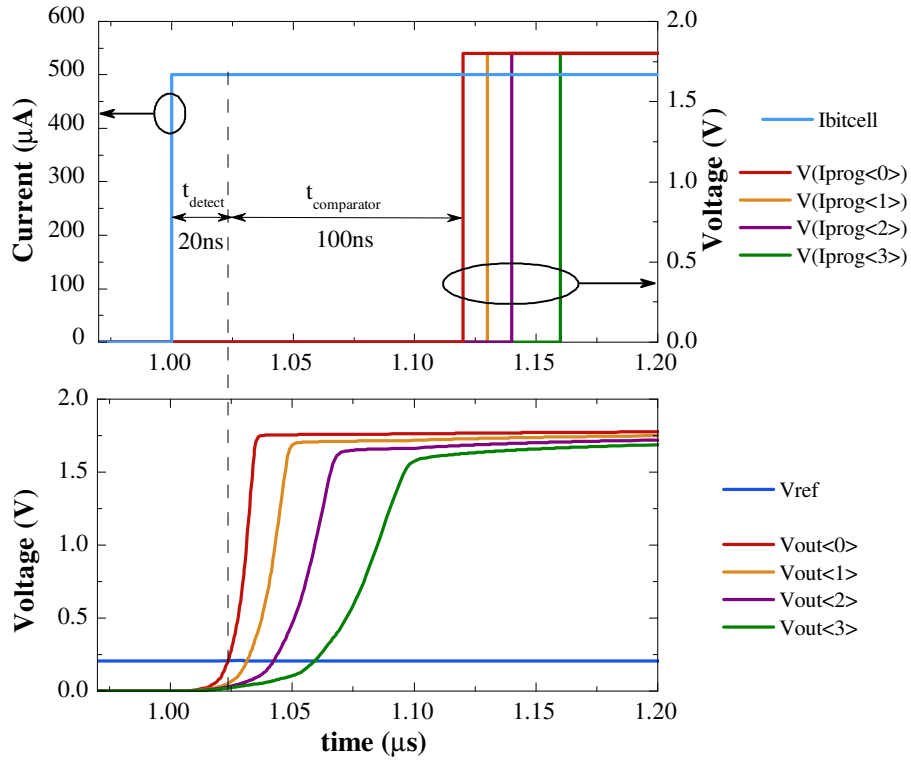 600
500
400
300
200
100
0
Current (μA)
2.0
1.5
1.0
0.5
0.0
Voltage (V)
t_detect
20ns
t_comparator
100ns
1.00 1.05 1.10 1.15 1.20
Ibitcell
V(Iprog<0>)
V(Iprog<1>)
V(Iprog<2>)
V(Iprog<3>)
2.0
1.5
1.0
0.5
0.0
Voltage (V)
1.00 1.05 1.10 1.15 1.20
time (μs)
Vref
Vout<0>
Vout<1>
Vout<2>
Vout<3>